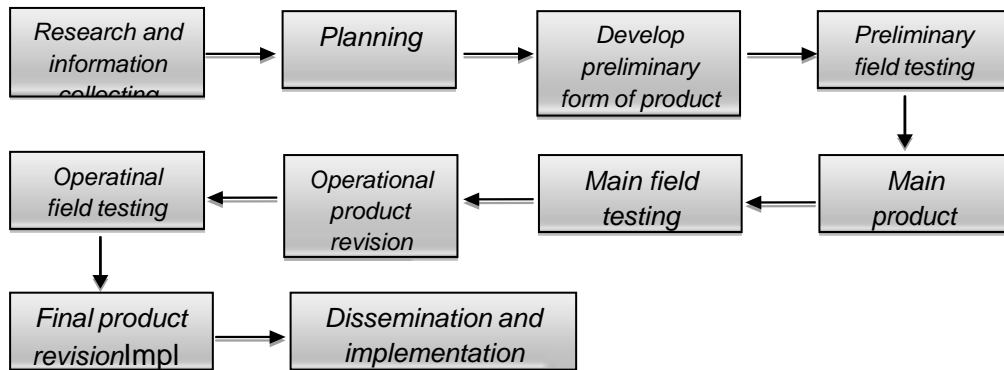 Research and
information
collecting
Planning
Develop
preliminary
form of product
Preliminary
field testing
Main
product
Main field
testing
Operational
product
revision
Operatinal
field testing
Final product
revisionImpl
Dissemination and
implementation